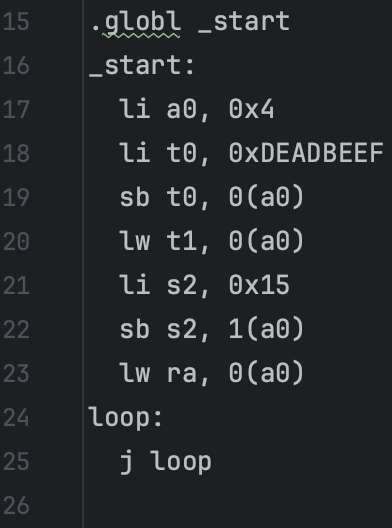 15 .globl _start
16 _start:
17   li a0, 0x4
18   li t0, 0xDEADBEEF
19   sb t0, 0(a0)
20   lw t1, 0(a0)
21   li s2, 0x15
22   sb s2, 1(a0)
23   lw ra, 0(a0)
24 loop:
25   j loop
26